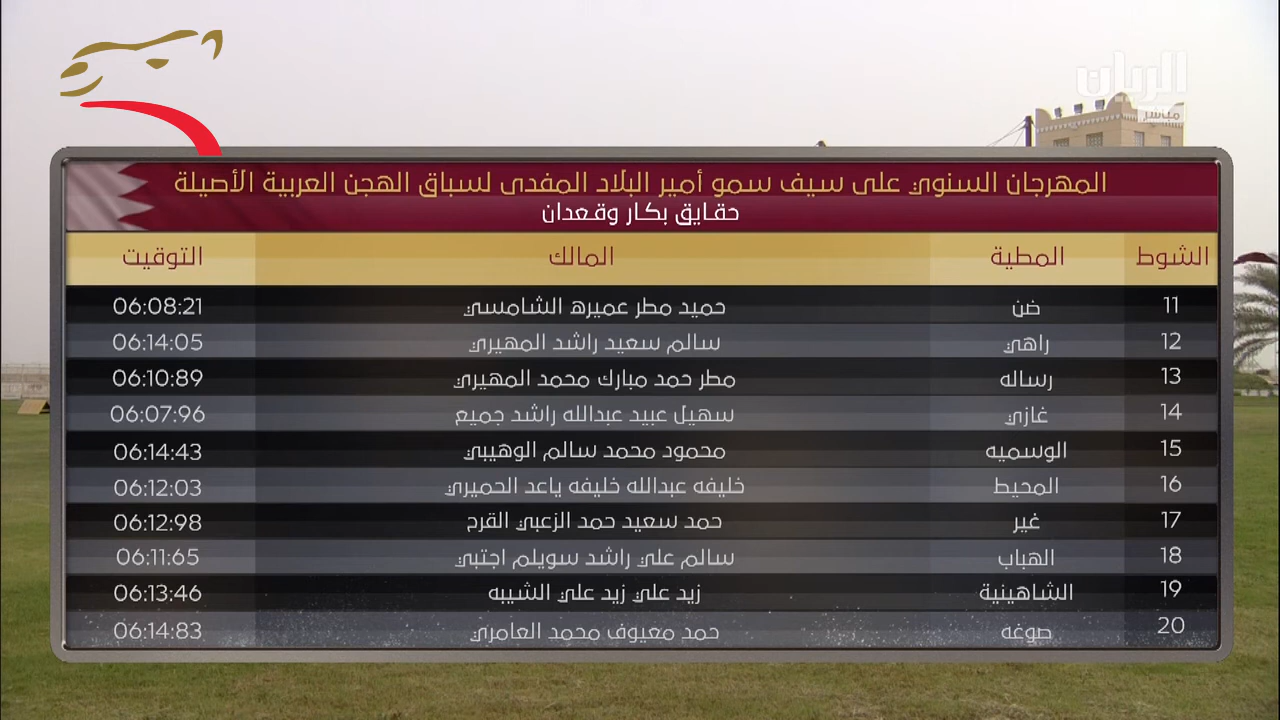 الريان
مباشر
المهرجان السنوي على سيف سمو أمير البلاد المفدى لسباق الهجن العربية الأصيلة
حقايق بكار وقعدان
الشوط المطية المالك التوقيت
11 ضن حميد مطر عميره الشامسي 06:08:21
12 راهي سالم سعيد راشد المهيري 06:14:05
13 رساله مطر حمد مبارك محمد المهيري 06:10:89
14 غازي سهيل عبيد عبدالله راشد جميع 06:07:96
15 الوسميه محمود محمد سالم الوهيبي 06:14:43
16 المحيط خليفه عبدالله خليفه ياعد الحميري 06:12:03
17 غير حمد سعيد حمد الزعبي القرح 06:12:98
18 الهباب سالم علي راشد سويلم اجتبي 06:11:65
19 الشاهينية زيد علي زيد علي الشيبه 06:13:46
20 صوغه حمد معيوف محمد العامري 06:14:83